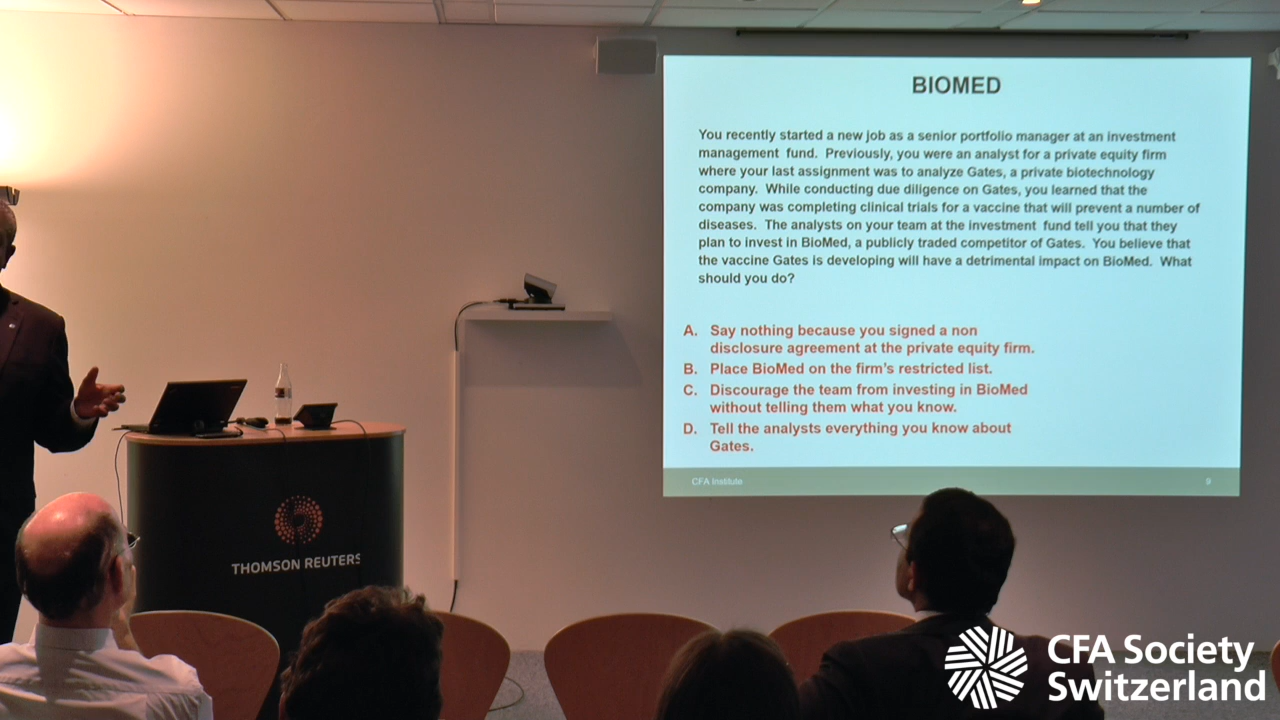 BIOMED
You recently started a new job as a senior portfolio manager at an investment
management fund. Previously, you were an analyst for a private equity firm
where your last assignment was to analyze Gates, a private biotechnology
company. While conducting due diligence on Gates, you learned that the
company was completing clinical trials for a vaccine that will prevent a number of
diseases. The analysts on your team at the investment fund tell you that they
plan to invest in BioMed, a publicly traded competitor of Gates. You believe that
the vaccine Gates is developing will have a detrimental impact on BioMed. What
should you do?
A. Say nothing because you signed a non
disclosure agreement at the private equity firm.
B. Place BioMed on the firm's restricted list.
C. Discourage the team from investing in BioMed
without telling them what you know.
D. Tell the analysts everything you know about
Gates.
CFA Institute 9
THOMSON REUTERS
CFA Society
Switzerland